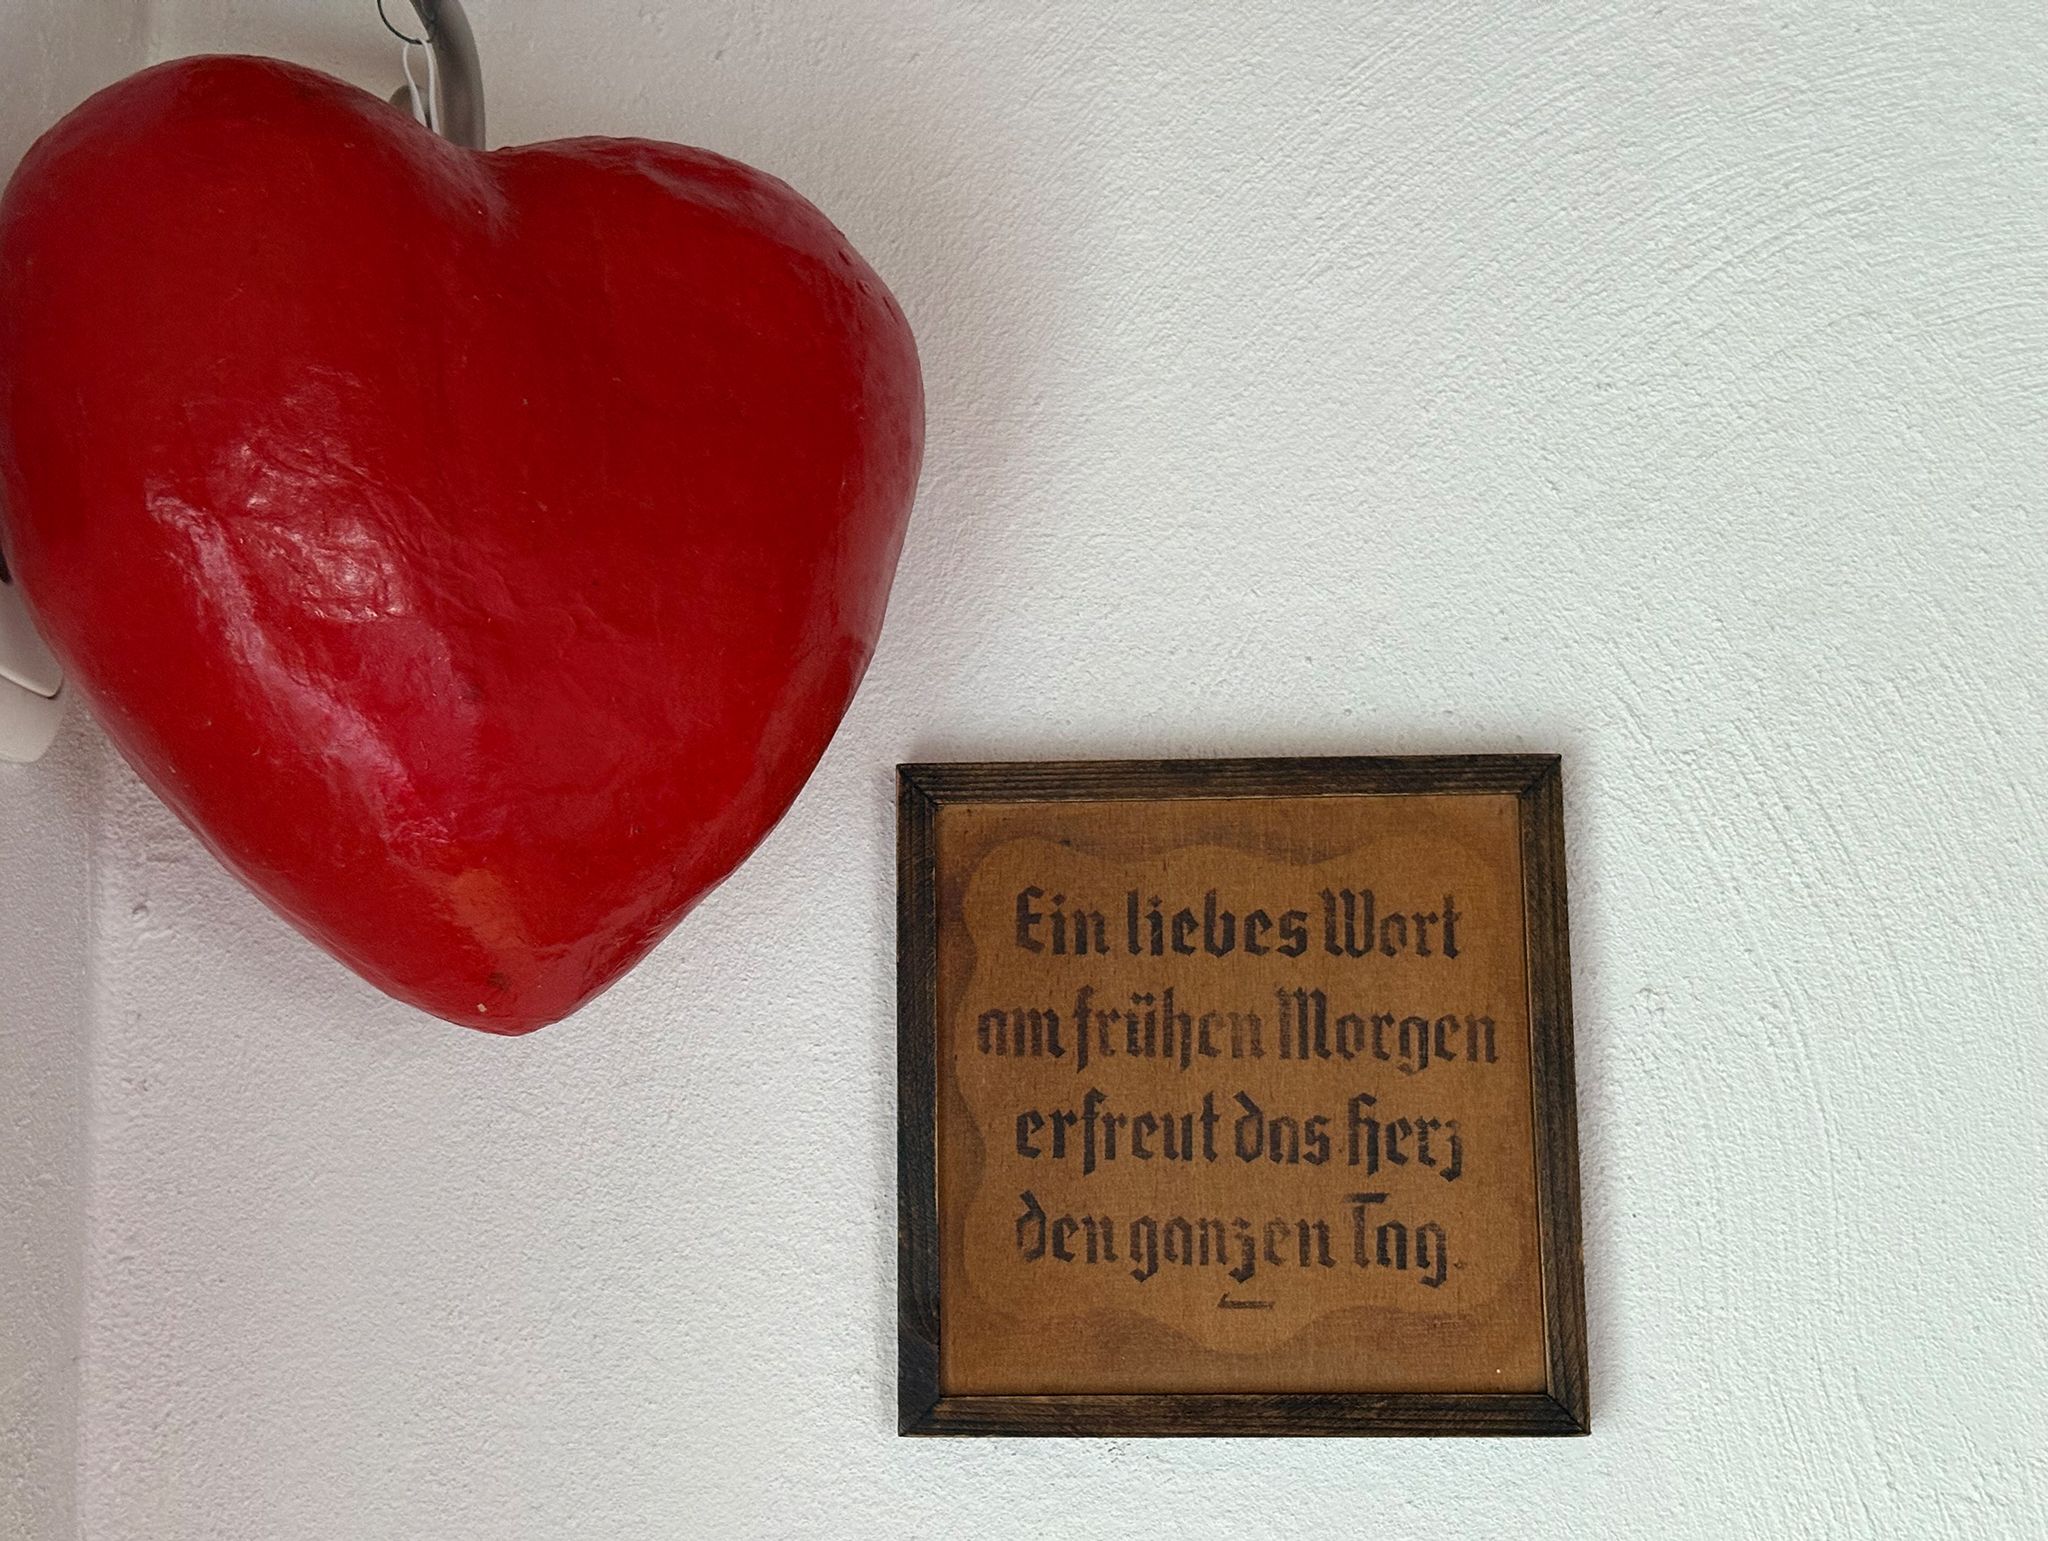 Ein liebes Wort
am frühen Morgen
erfreut das Herz
den ganzen Tag.